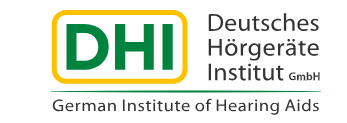 DHI
Deutsches
Hörgeräte
Institut GmbH
German Institute of Hearing Aids